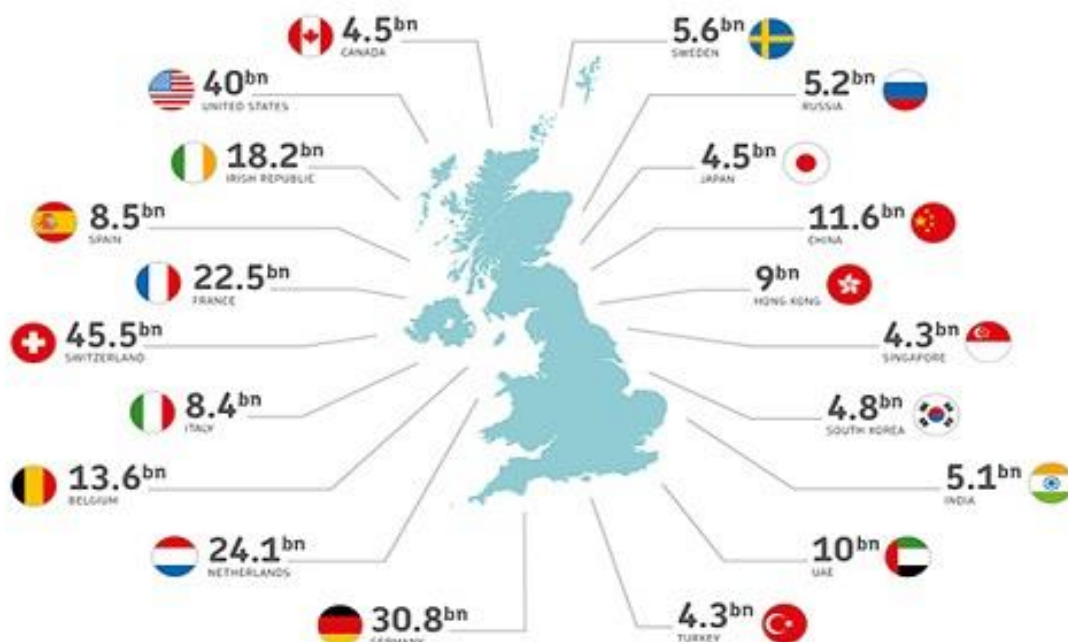 4.5bn
CANADA
40bn
UNITED STATES
18.2bn
IRISH REPUBLIC
8.5bn
SPAIN
22.5bn
FRANCE
45.5bn
SWITZERLAND
8.4bn
ITALY
13.6bn
BELGIUM
24.1bn
NETHERLANDS
30.8bn
GERMANY
5.6bn
SWEDEN
5.2bn
RUSSIA
4.5bn
JAPAN
11.6bn
CHINA
9bn
HONG KONG
4.3bn
SINGAPORE
4.8bn
SOUTH KOREA
5.1bn
INDIA
10bn
UAE
4.3bn
TURKEY